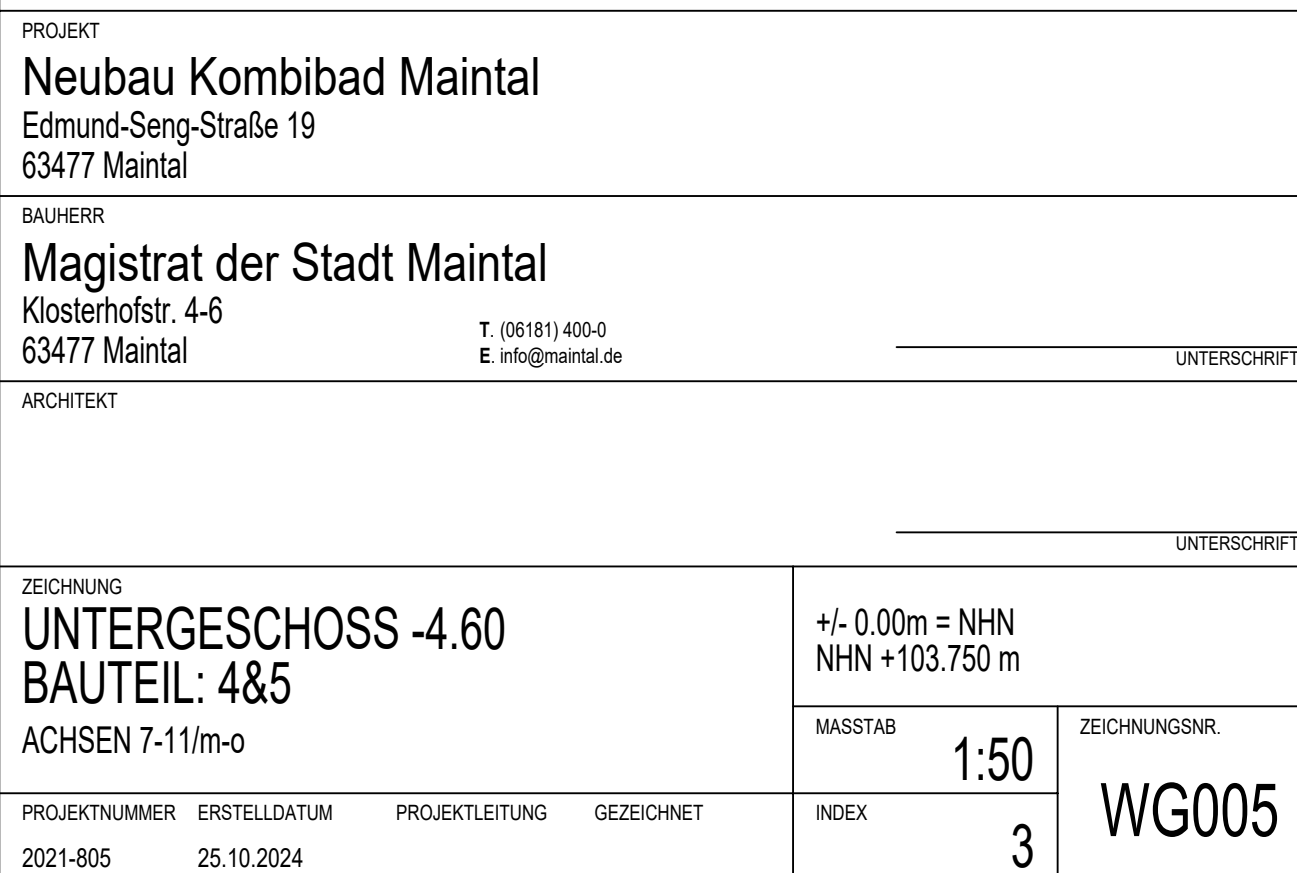 PROJEKT
Neubau Kombibad Maintal
Edmund-Seng-Straße 19
63477 Maintal
BAUHERR
Magistrat der Stadt Maintal
Klosterhofstr. 4-6
63477 Maintal
T. (06181) 400-0
E. info@maintal.de
UNTERSCHRIFT
ARCHITEKT
UNTERSCHRIFT
ZEICHNUNG
UNTERGESCHOSS -4.60
BAUTEIL: 4&5
ACHSEN 7-11/m-o
+/- 0.00m = NHN
NHN +103.750 m
MASSTAB
1:50
ZEICHNUNGSNR.
WG005
PROJEKTNUMMER ERSTELLDATUM PROJEKTLEITUNG GEZEICHNET
2021-805 25.10.2024
INDEX
3